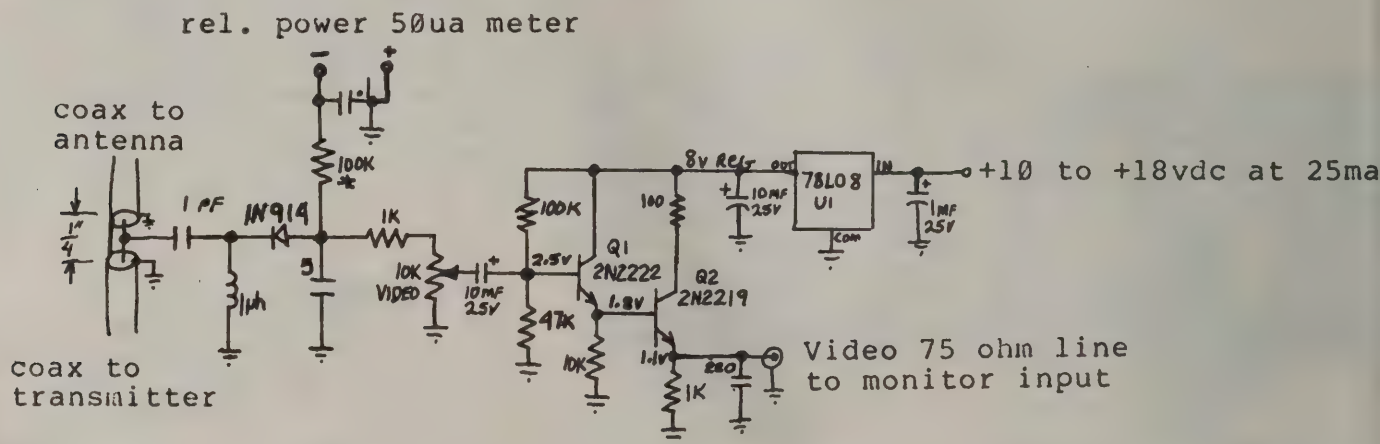 rel. power 50ua meter
-
+
coax to
antenna
100K
*
8V REG
OUT
IN
78L08
U1
COM
+10 to +18vdc at 25ma
+
10MF
25V
+
1MF
25V
1 PF
1N914
1K
100K
100
1"
4
*
5
10K
VIDEO
+
10MF
25V
2.5V
Q1
2N2222
Q2
2N2219
1µh
47K
1.8V
10K
1.1V
1K
220
Video 75 ohm line
to monitor input
coax to
transmitter